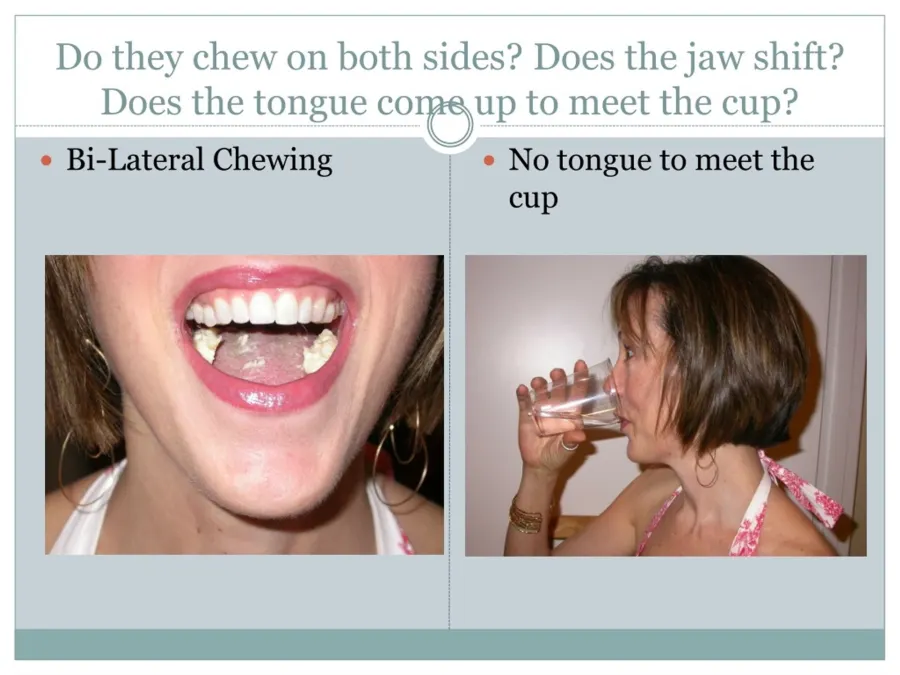 Do they chew on both sides? Does the jaw shift?
Does the tongue come up to meet the cup?
Bi-Lateral Chewing
No tongue to meet the
cup